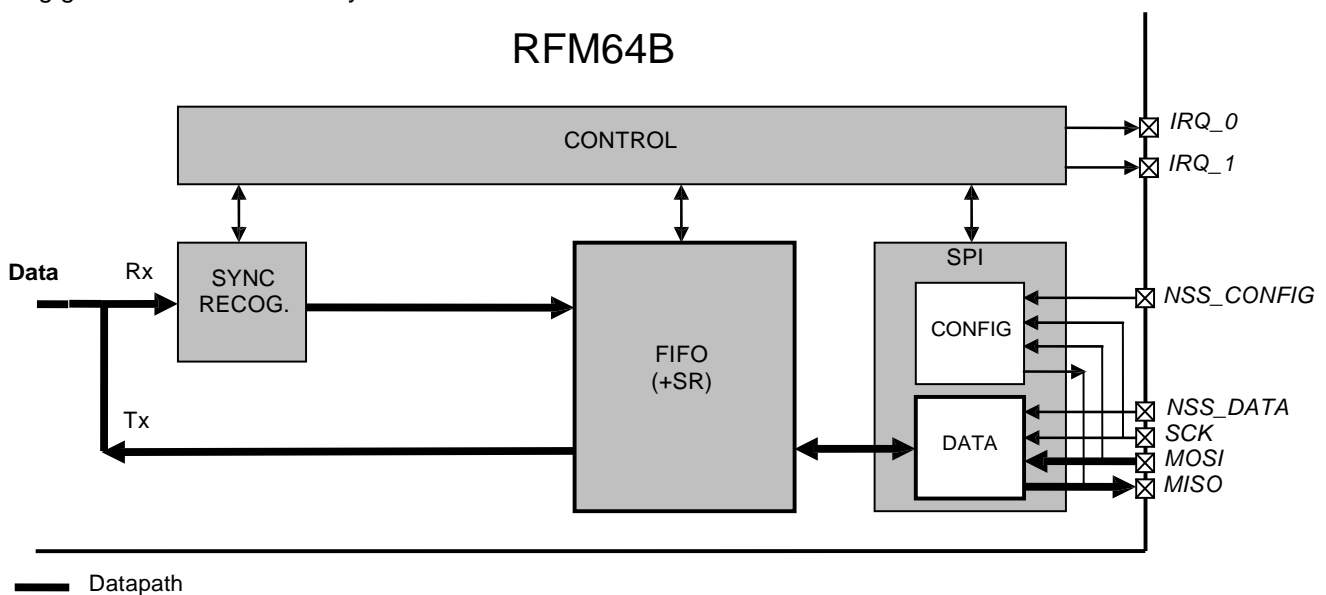 RFM64B
CONTROL
IRQ_0
IRQ_1
Data
Rx
SYNC
RECOG.
Tx
FIFO
(+SR)
SPI
CONFIG
DATA
NSS_CONFIG
NSS_DATA
SCK
MOSI
MISO
Datapath